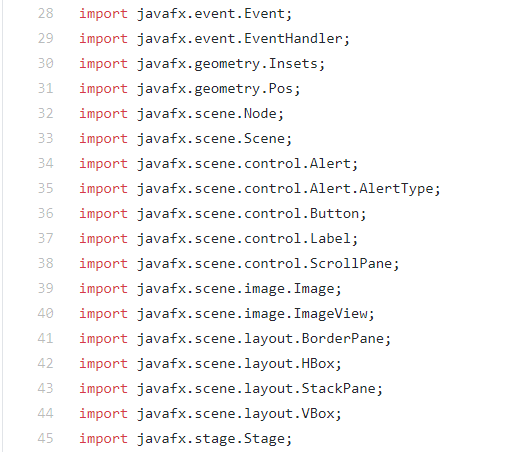 28 import javafx.event.Event;
29 import javafx.event.EventHandler;
30 import javafx.geometry.Insets;
31 import javafx.geometry.Pos;
32 import javafx.scene.Node;
33 import javafx.scene.Scene;
34 import javafx.scene.control.Alert;
35 import javafx.scene.control.Alert.AlertType;
36 import javafx.scene.control.Button;
37 import javafx.scene.control.Label;
38 import javafx.scene.control.ScrollPane;
39 import javafx.scene.image.Image;
40 import javafx.scene.image.ImageView;
41 import javafx.scene.layout.BorderPane;
42 import javafx.scene.layout.HBox;
43 import javafx.scene.layout.StackPane;
44 import javafx.scene.layout.VBox;
45 import javafx.stage.Stage;